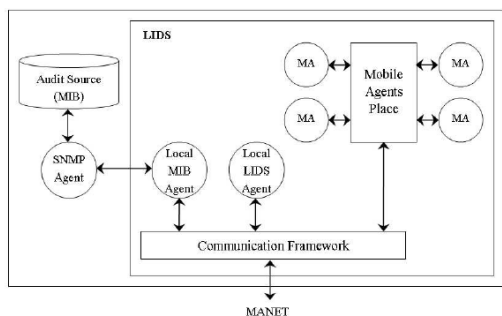 LIDS
Audit Source
(MIB)
MA
MA
Mobile
Agents
Place
MA
MA
SNMP
Agent
Local
MIB
Agent
Local
LIDS
Agent
Communication Framework
MANET